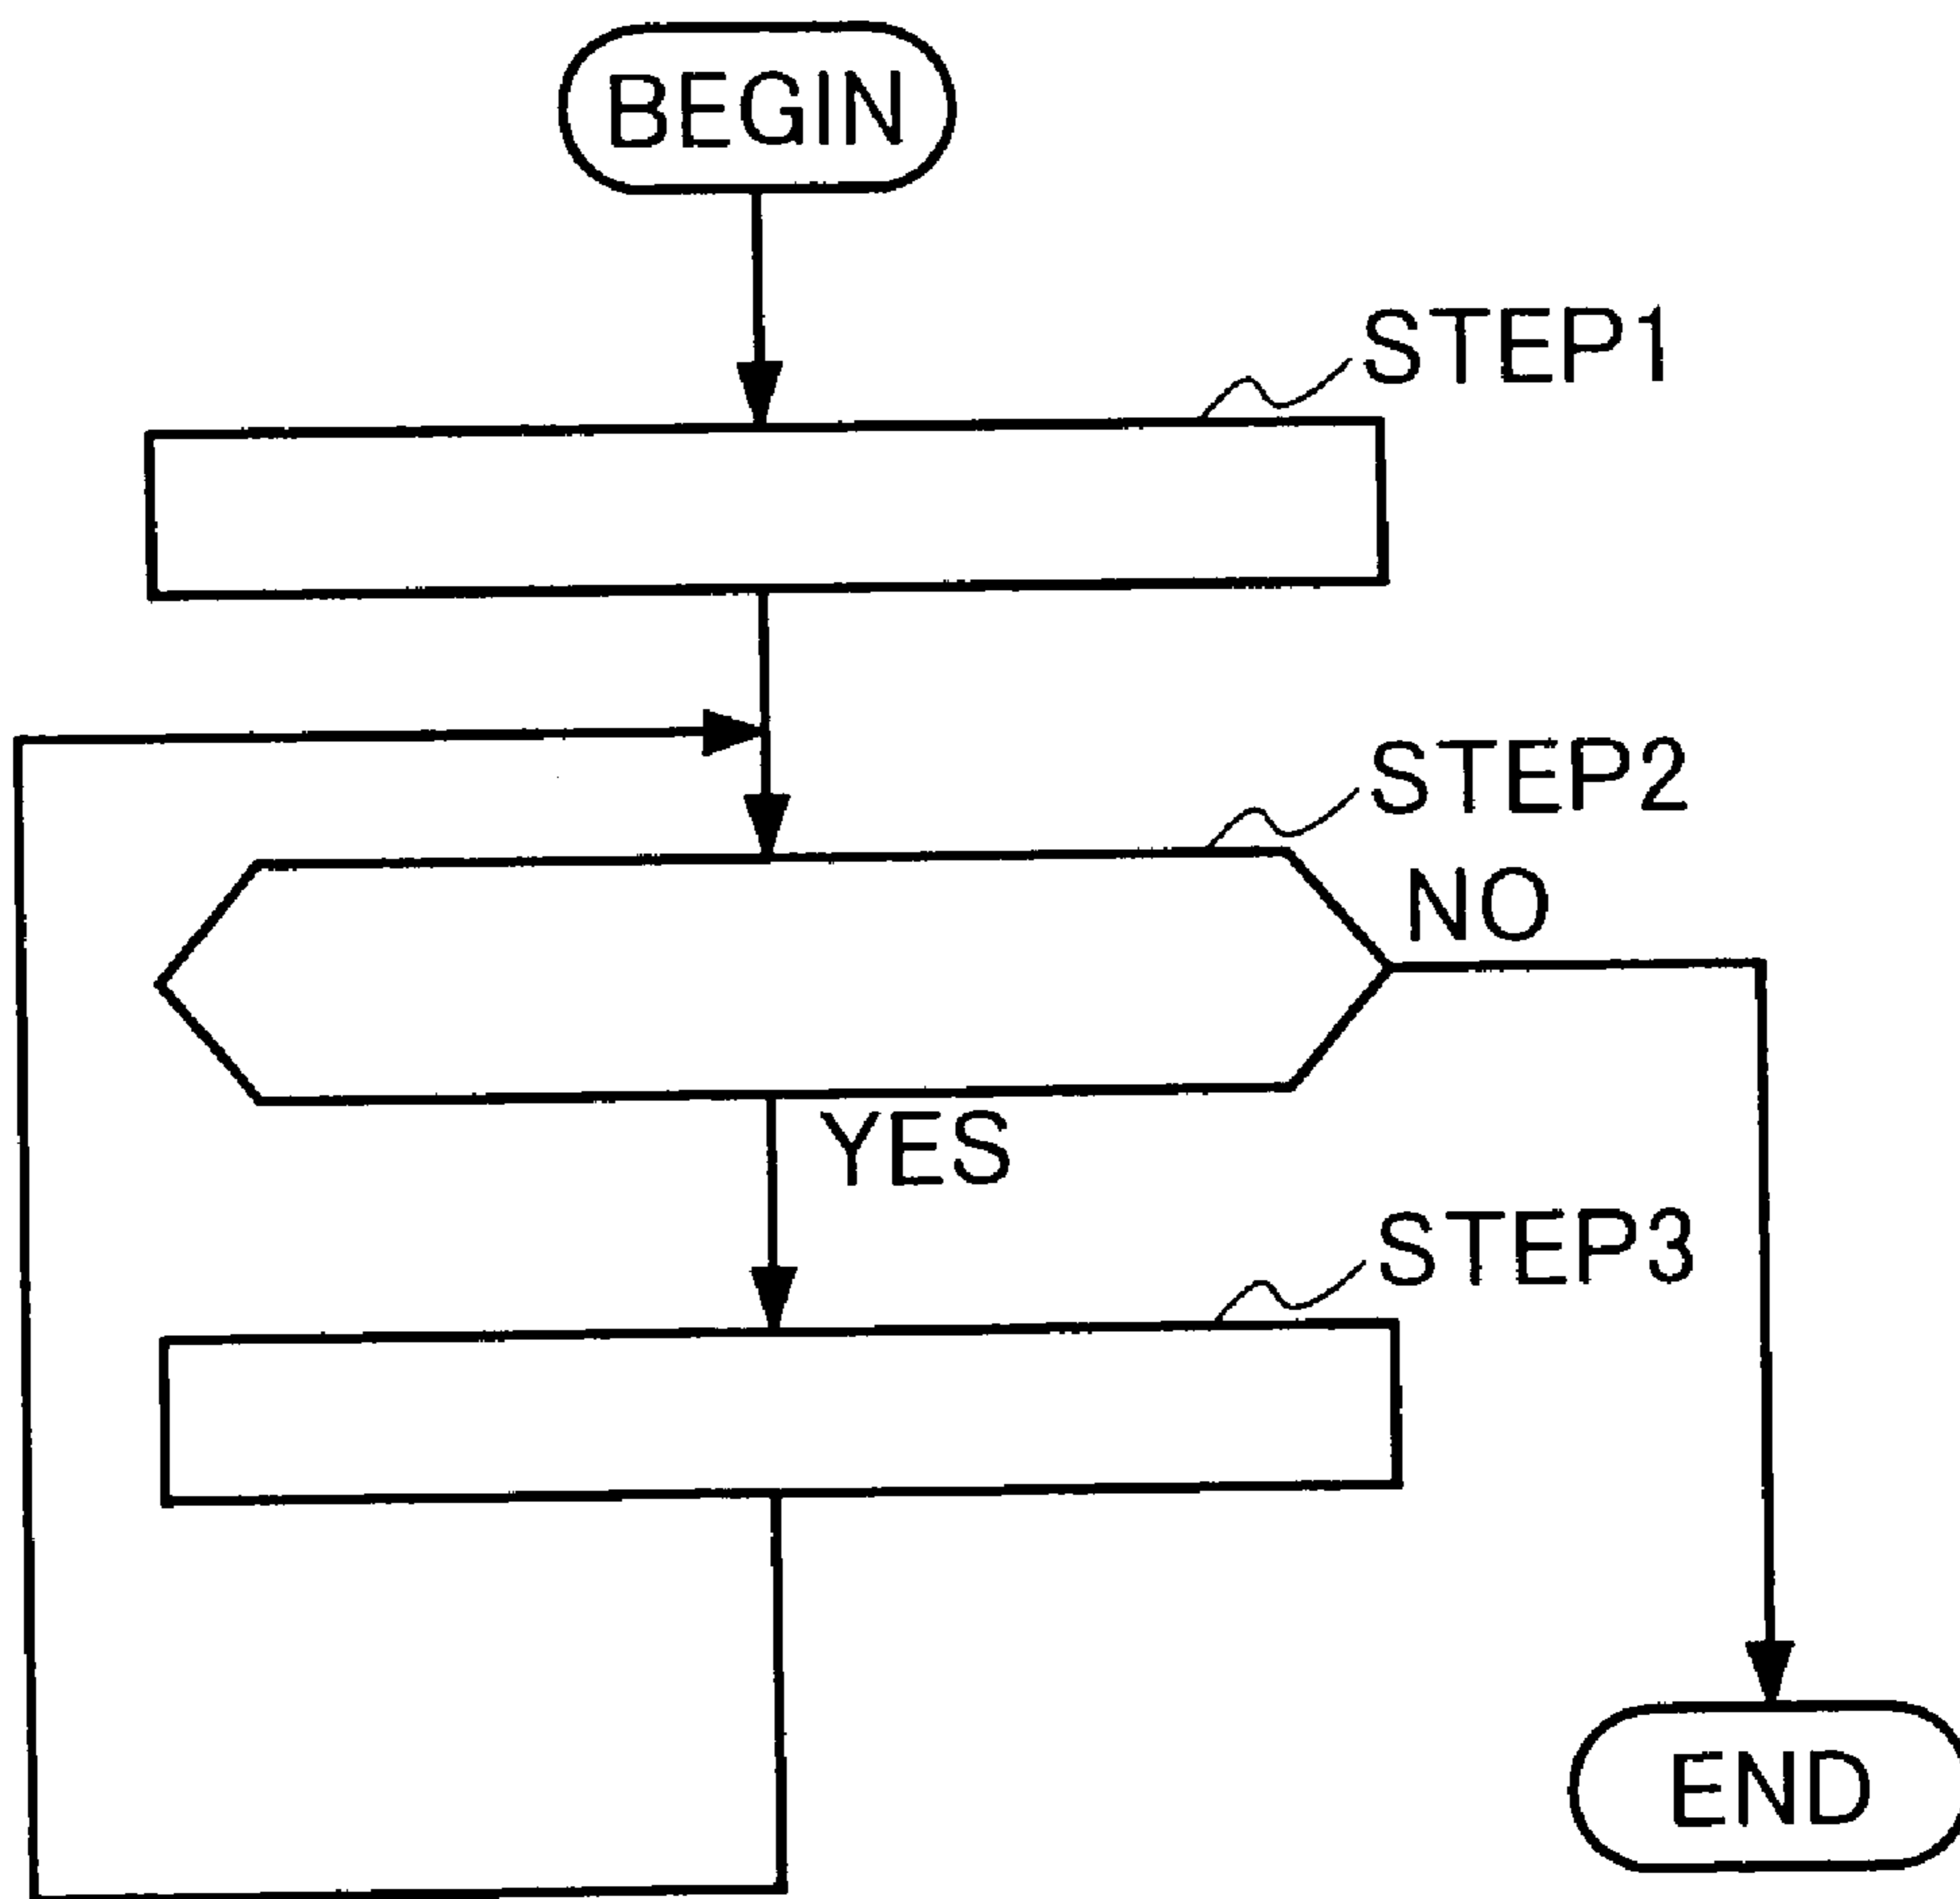 BEGIN
STEP1
STEP2
NO
YES
STEP3
END